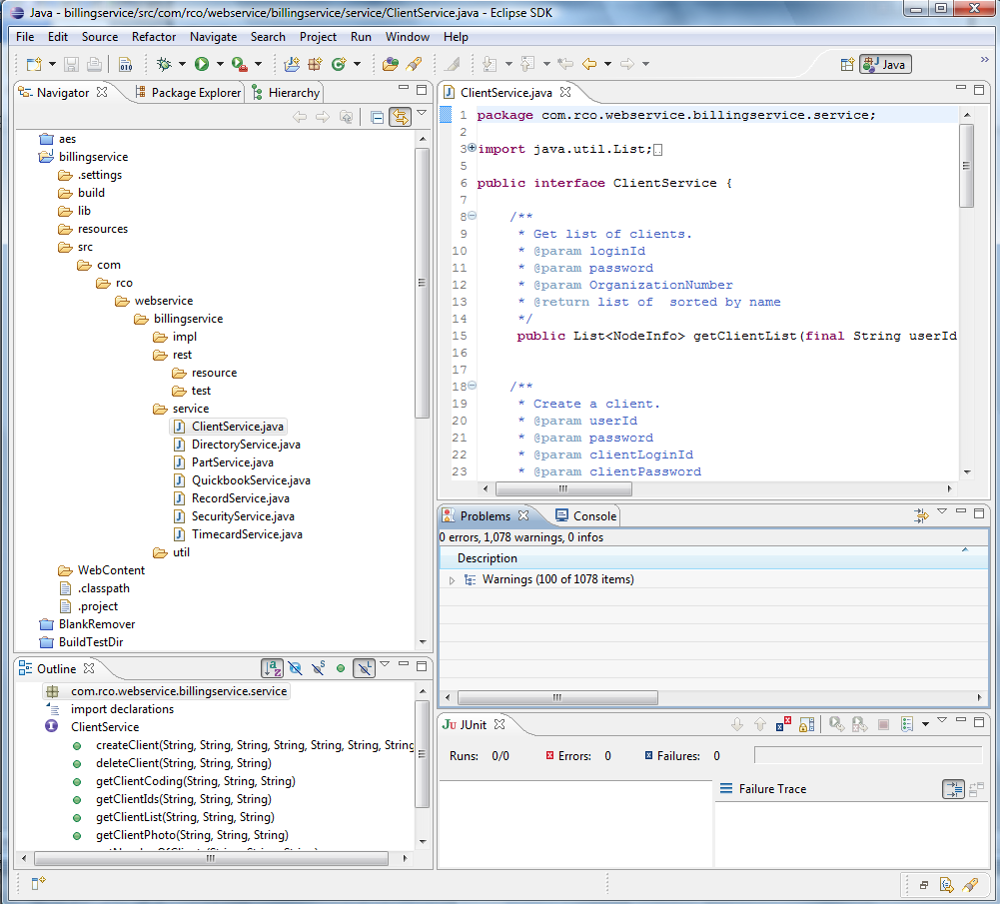 Java - billingservice/src/com/rco/webservice/billingservice/service/ClientService.java - Eclipse SDK
File Edit Source Refactor Navigate Search Project Run Window Help
Java
Navigator Package Explorer Hierarchy
aes
billingservice
.settings
build
lib
resources
src
com
rco
webservice
billingservice
impl
rest
resource
test
service
ClientService.java
DirectoryService.java
PartService.java
QuickbookService.java
RecordService.java
SecurityService.java
TimecardService.java
util
WebContent
.classpath
.project
BlankRemover
BuildTestDir
Outline
com.rco.webservice.billingservice.service
import declarations
ClientService
createClient(String, String, String, String, String, String, String
deleteClient(String, String, String)
getClientCoding(String, String, String)
getClientIds(String, String, String)
getClientList(String, String, String)
getClientPhoto(String, String, String)
ClientService.java
1 package com.rco.webservice.billingservice.service;
2
3 import java.util.List;
5
6 public interface ClientService {
7
8 /**
9 * Get list of clients.
10 * @param loginId
11 * @param password
12 * @param OrganizationNumber
13 * @return list of  sorted by name
14 */
15 public List<NodeInfo> getClientList(final String userId
16
17
18 /**
19 * Create a client.
20 * @param userId
21 * @param password
22 * @param clientLoginId
23 * @param clientPassword
Problems Console
0 errors, 1,078 warnings, 0 infos
Description
Warnings (100 of 1078 items)
JUnit
Runs: 0/0 Errors: 0 Failures: 0
Failure Trace